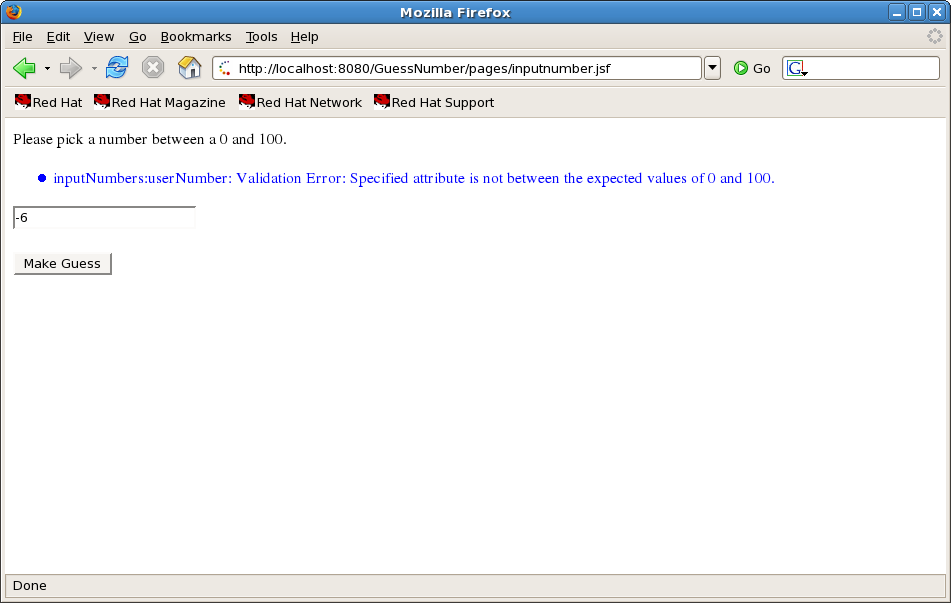 Mozilla Firefox
File Edit View Go Bookmarks Tools Help
http://localhost:8080/GuessNumber/pages/inputnumber.jsf Go G
Red Hat Red Hat Magazine Red Hat Network Red Hat Support
Please pick a number between a 0 and 100.
inputNumbers:userNumber: Validation Error: Specified attribute is not between the expected values of 0 and 100.
-6
Make Guess
Done